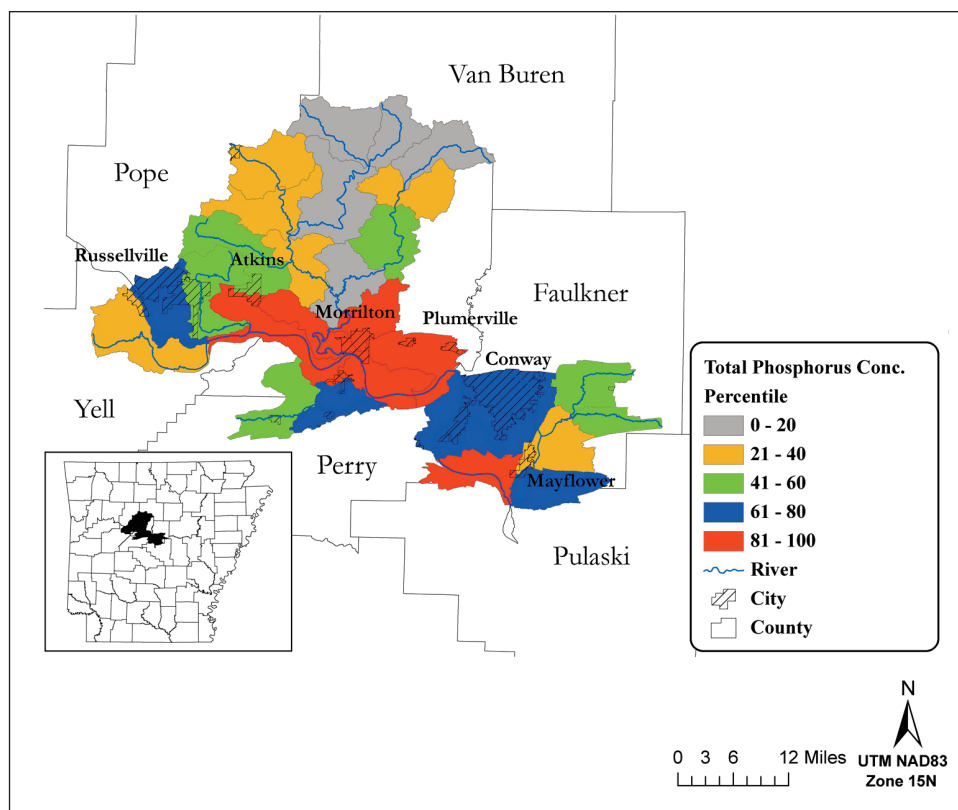 Van Buren
Pope
Russellville
Atkins
Faulkner
Morrilton
Plumerville
Conway
Yell
Perry
Mayflower
Pulaski
Total Phosphorus Conc.
Percentile
0 - 20
21 - 40
41 - 60
61 - 80
81 - 100
River
City
County
N
0 3 6 12 Miles
UTM NAD83
Zone 15N